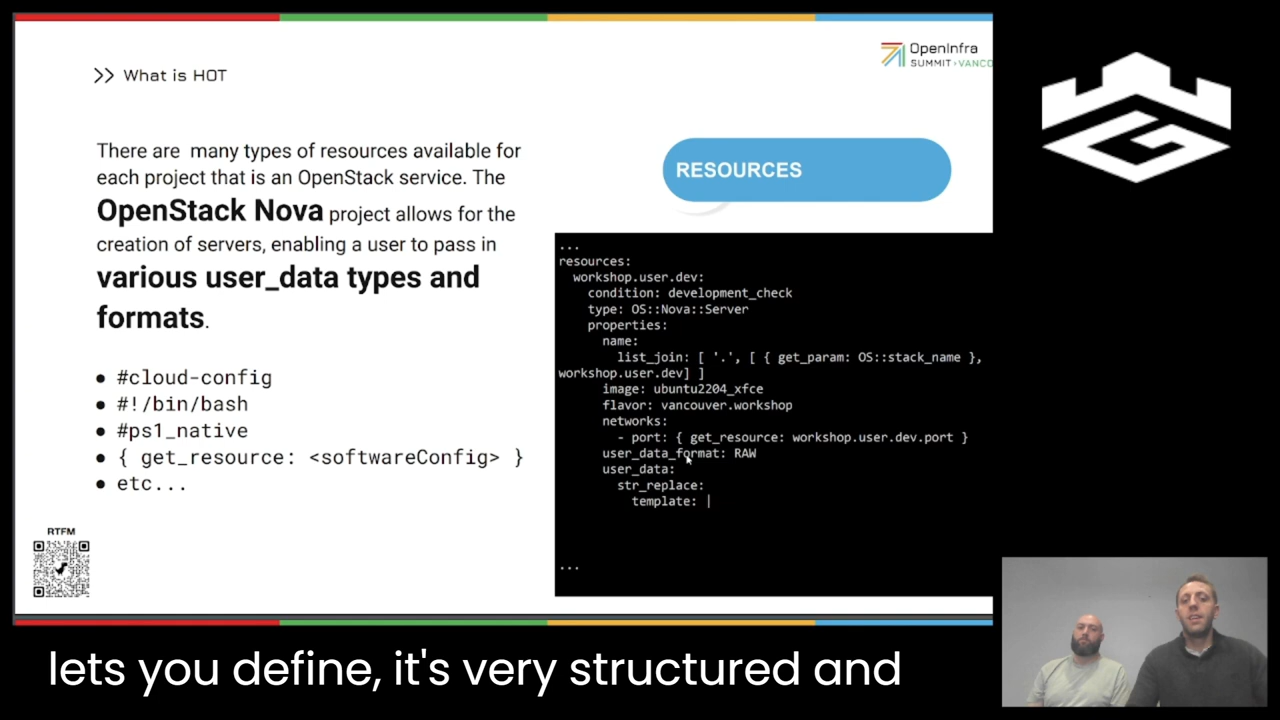 >> What is HOT
OpenInfra
SUMMIT>VANCO
There are many types of resources available for
each project that is an OpenStack service. The
OpenStack Nova project allows for the
creation of servers, enabling a user to pass in
various user_data types and
formats.
● #cloud-config
● #!/bin/bash
● #ps1_native
● { get_resource: <softwareConfig> }
● etc...
RTFM
RESOURCES
...
resources:
  workshop.user.dev:
    condition: development_check
    type: OS::Nova::Server
    properties:
      name:
        list_join: [ '.', [ { get_param: OS::stack_name },
workshop.user.dev] ]
      image: ubuntu2204_xfce
      flavor: vancouver.workshop
      networks:
        - port: { get_resource: workshop.user.dev.port }
      user_data_format: RAW
      user_data:
        str_replace:
          template: |
...
lets you define, it's very structured and